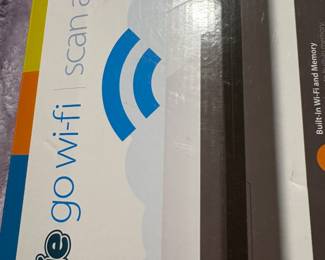 go wi-fi | scan a
Built-In Wi-Fi and Memory